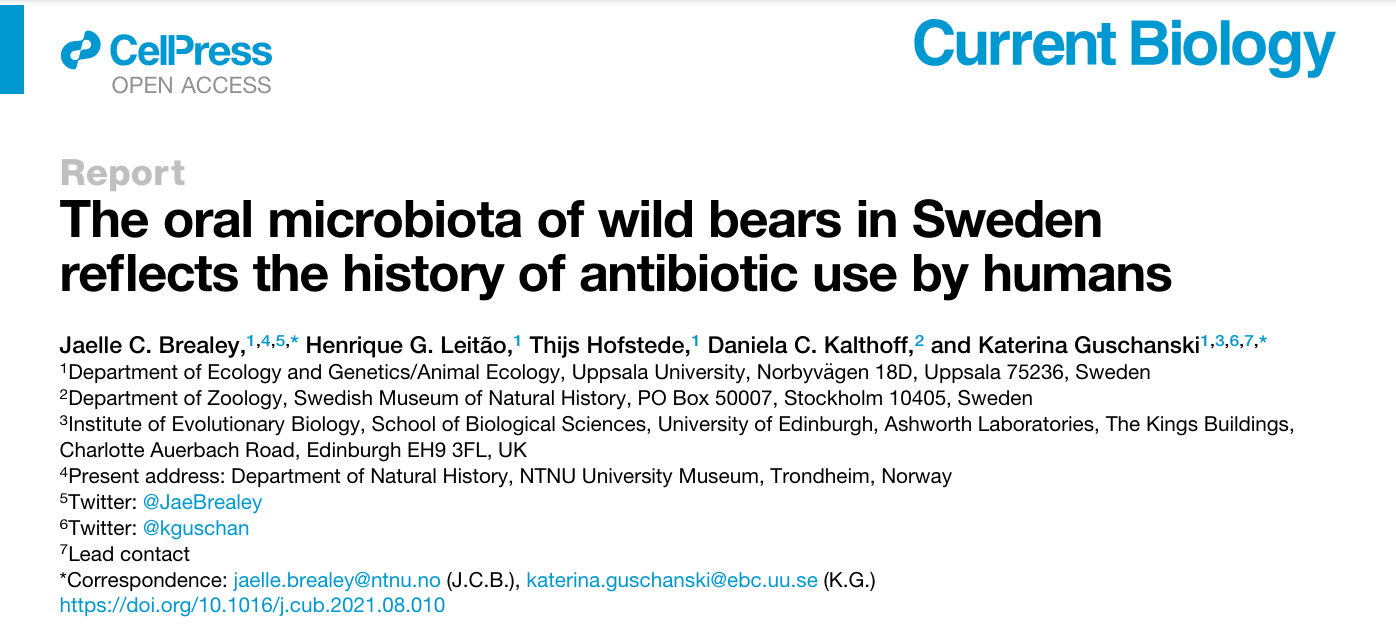 CellPress
OPEN ACCESS
Current Biology
Report
The oral microbiota of wild bears in Sweden
reflects the history of antibiotic use by humans
Jaelle C. Brealey,1,4,5,* Henrique G. Leitão,1 Thijs Hofstede,1 Daniela C. Kalthoff,2 and Katerina Guschanski1,3,6,7,*
1Department of Ecology and Genetics/Animal Ecology, Uppsala University, Norbyvägen 18D, Uppsala 75236, Sweden
2Department of Zoology, Swedish Museum of Natural History, PO Box 50007, Stockholm 10405, Sweden
3Institute of Evolutionary Biology, School of Biological Sciences, University of Edinburgh, Ashworth Laboratories, The Kings Buildings,
Charlotte Auerbach Road, Edinburgh EH9 3FL, UK
4Present address: Department of Natural History, NTNU University Museum, Trondheim, Norway
5Twitter: @JaeBrealey
6Twitter: @kguschan
7Lead contact
*Correspondence: jaelle.brealey@ntnu.no (J.C.B.), katerina.guschanski@ebc.uu.se (K.G.)
https://doi.org/10.1016/j.cub.2021.08.010